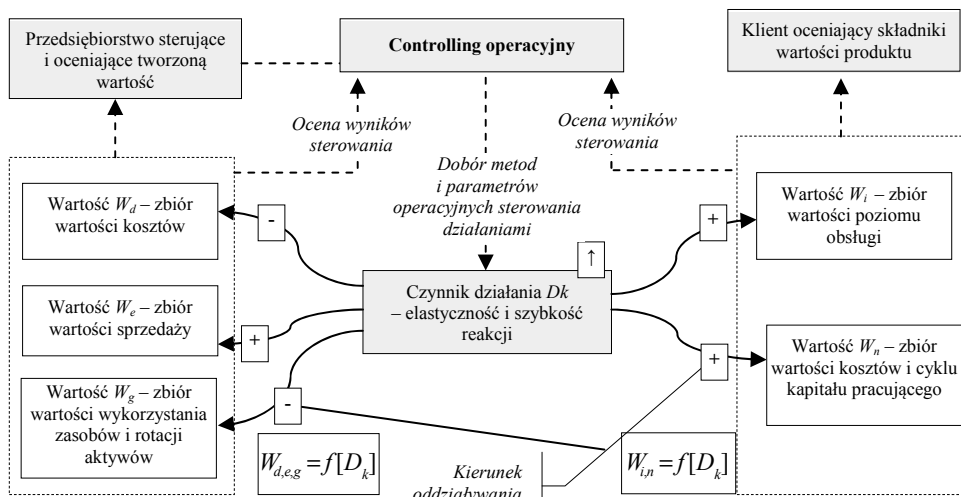 Przedsiębiorstwo sterujące
i oceniające tworzoną
wartość
Controlling operacyjny
Klient oceniający składniki
wartości produktu
Ocena wyników
sterowania
Ocena wyników
sterowania
Dobór metod
i parametrów
operacyjnych sterowania
działaniami
Wartość W_d – zbiór
wartości kosztów
-
+
Wartość W_i – zbiór
wartości poziomu
obsługi
↑
Czynnik działania Dk
– elastyczność i szybkość
reakcji
Wartość W_e – zbiór
wartości sprzedaży
+
+
Wartość W_n – zbiór
wartości kosztów i cyklu
kapitału pracującego
Wartość W_g – zbiór
wartości wykorzystania
zasobów i rotacji
aktywów
-
W_{d,e,g} = f[D_k]
W_{i,n} = f[D_k]
Kierunek
oddziaływania